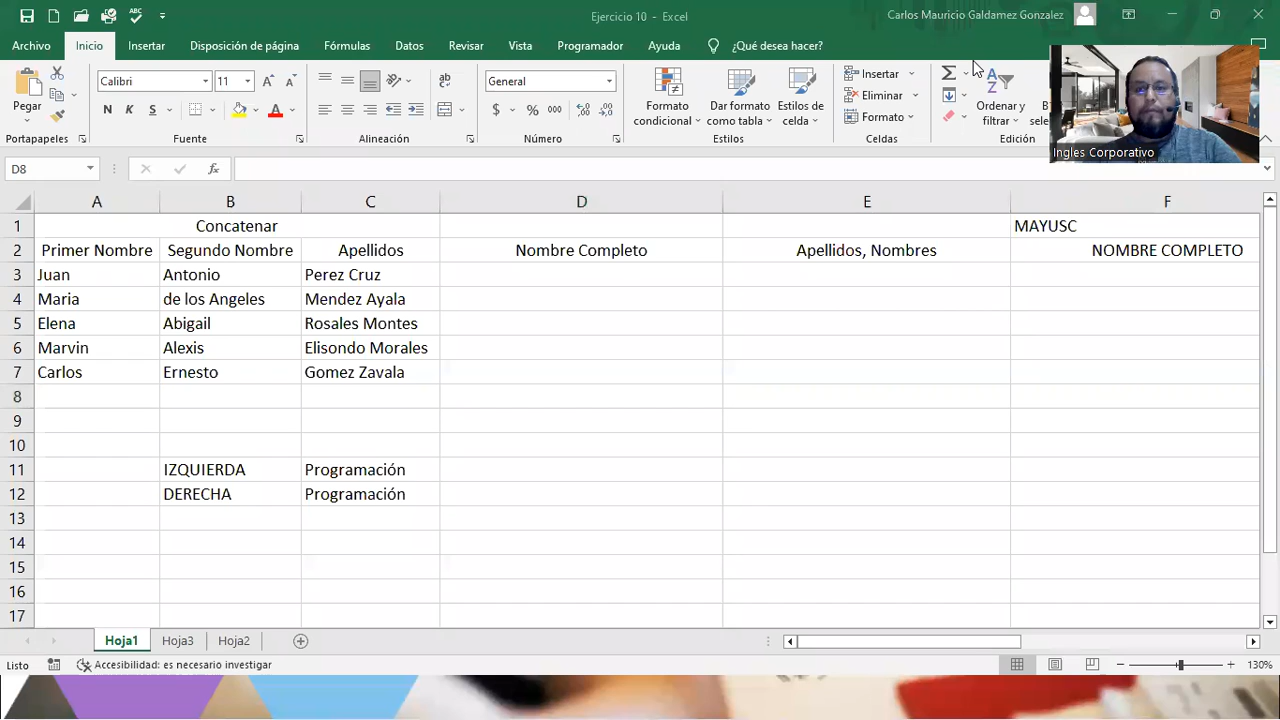 Ejercicio 10 - Excel
Carlos Mauricio Galdamez Gonzalez
Archivo Inicio Insertar Disposición de página Fórmulas Datos Revisar Vista Programador Ayuda ¿Qué desea hacer?
Pegar
Calibri 11
N K S
ab
General
$ % 000
Formato condicional
Dar formato como tabla
Estilos de celda
Insertar
Eliminar
Formato
Ordenar y filtrar
Portapapeles Fuente Alineación Número Estilos Celdas Edición
Ingles Corporativo
D8 fx
A B C D E F
1 Concatenar MAYUSC
2 Primer Nombre Segundo Nombre Apellidos Nombre Completo Apellidos, Nombres NOMBRE COMPLETO
3 Juan Antonio Perez Cruz
4 Maria de los Angeles Mendez Ayala
5 Elena Abigail Rosales Montes
6 Marvin Alexis Elisondo Morales
7 Carlos Ernesto Gomez Zavala
8
9
10
11 IZQUIERDA Programación
12 DERECHA Programación
13
14
15
16
17
Hoja1 Hoja3 Hoja2
Listo Accesibilidad: es necesario investigar 130%